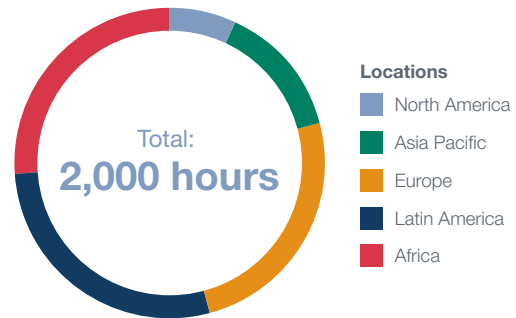 Total:
2,000 hours
Locations
North America
Asia Pacific
Europe
Latin America
Africa